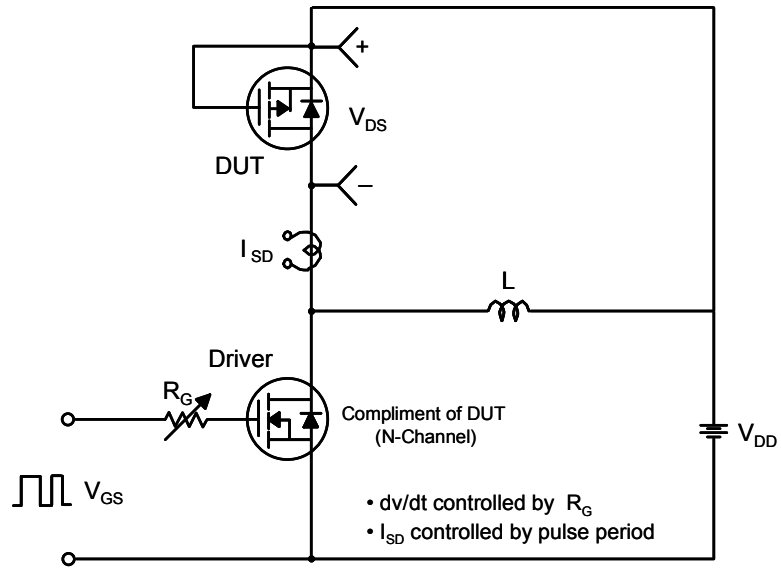 +
V_DS
DUT
–
I_SD
L
Driver
R_G
Compliment of DUT
(N-Channel)
V_DD
V_GS
• dv/dt controlled by R_G
• I_SD controlled by pulse period